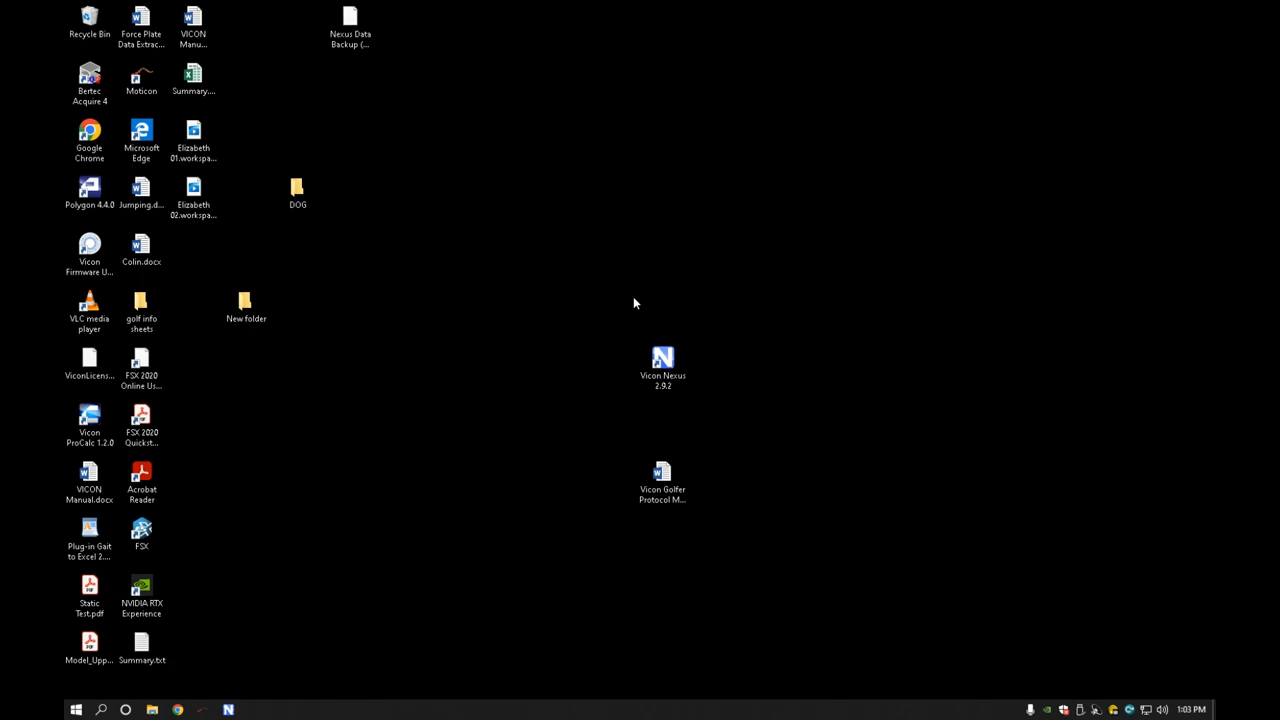 Recycle Bin
Force Plate
Data Extrac...
VICON
Manu...
Nexus Data
Backup (...
Bertec
Acquire 4
Moticon
Summary....
Google
Chrome
Microsoft
Edge
Elizabeth
01.workspa...
Polygon 4.4.0
Jumping.d...
Elizabeth
02.workspa...
DOG
Vicon
Firmware U...
Colin.docx
VLC media
player
golf info
sheets
New folder
ViconLicens...
FSX 2020
Online Us...
Vicon Nexus
2.9.2
Vicon
ProCalc 1.2.0
FSX 2020
Quickst...
VICON
Manual.docx
Acrobat
Reader
Vicon Golfer
Protocol M...
Plug-in Gait
to Excel 2....
FSX
Static
Test.pdf
NVIDIA RTX
Experience
Model_Upp...
Summary.txt
1:03 PM